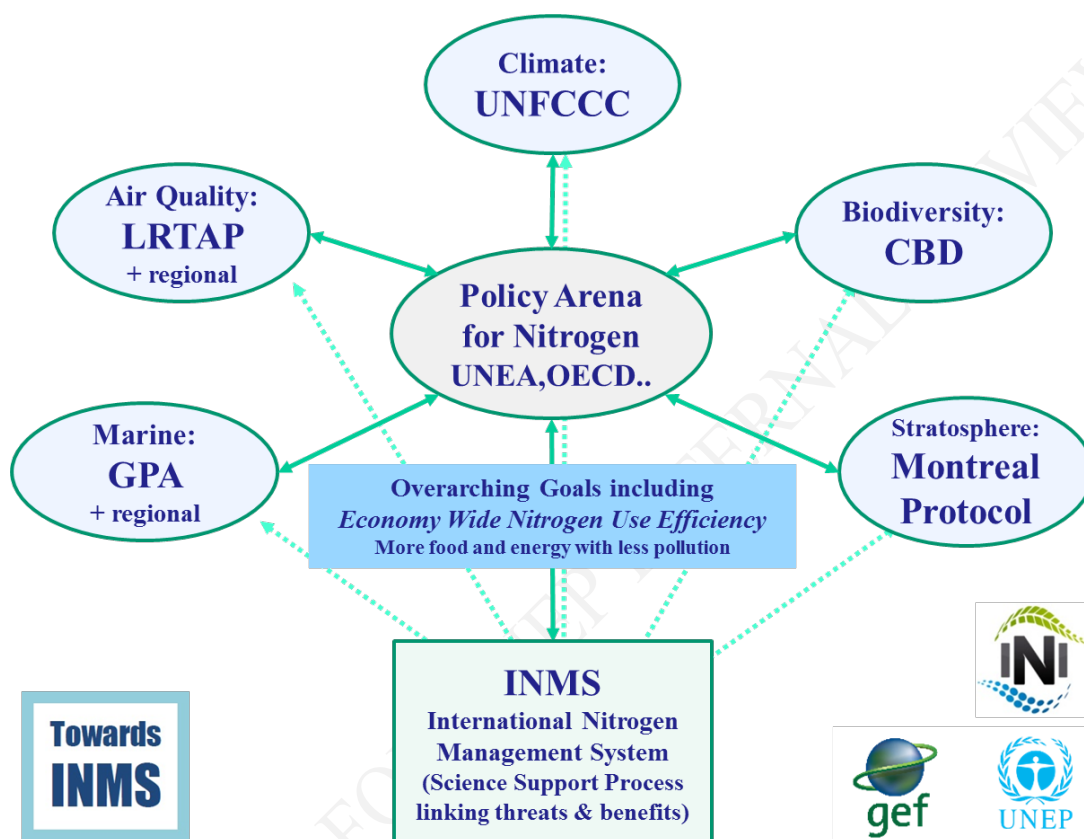 Climate:
UNFCCC
Air Quality:
LRTAP
+ regional
Biodiversity:
CBD
Policy Arena
for Nitrogen
UNEA,OECD..
Marine:
GPA
+ regional
Stratosphere:
Montreal
Protocol
Overarching Goals including
Economy Wide Nitrogen Use Efficiency
More food and energy with less pollution
INMS
International Nitrogen
Management System
(Science Support Process
linking threats & benefits)
Towards
INMS
INI
gef
UNEP